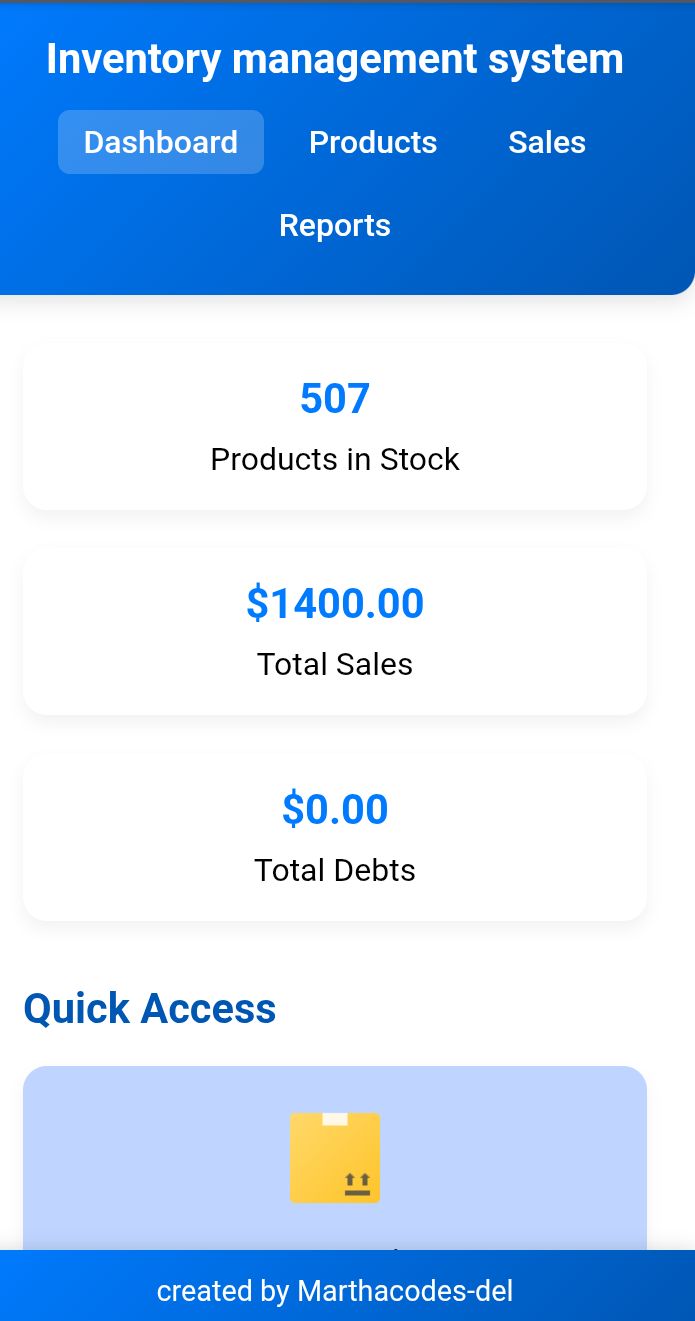 Inventory management system
Dashboard Products Sales
Reports
507
Products in Stock
$1400.00
Total Sales
$0.00
Total Debts
Quick Access
created by Marthacodes-del